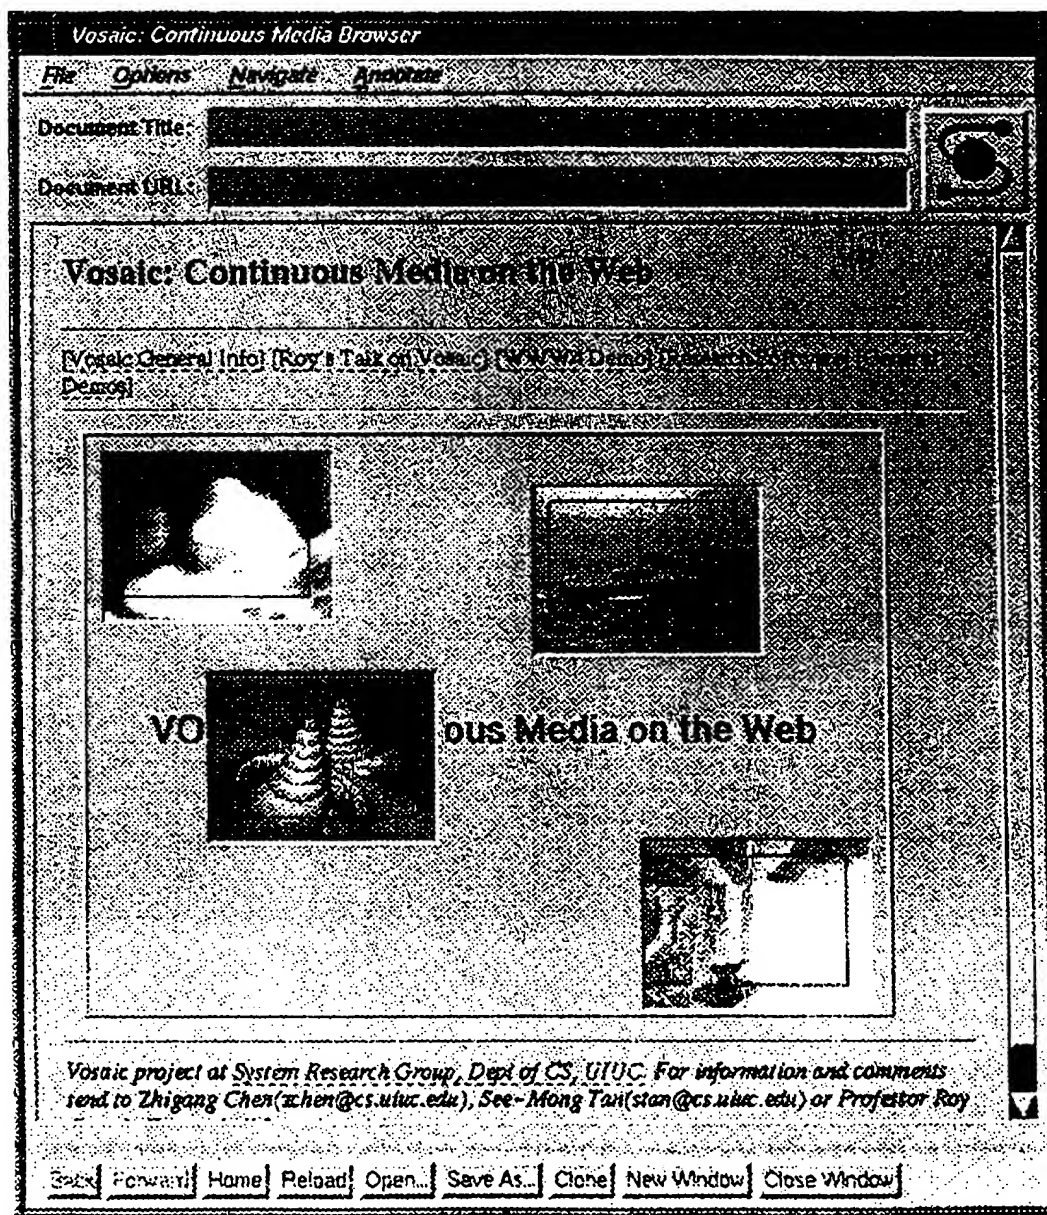 Vosaic: Continuous Media Browser
File Options Navigate Annotate
Document Title:
Document URL:
Vosaic: Continuous Media on the Web
[Vosaic General Info] [Roy's Talk on Vosaic] [WWW4 Demo] [Research General
Demos]
VO ous Media on the Web
Vosaic project at System Research Group, Dept of CS, UIUC. For information and comments
send to Zhigang Chen(zchen@cs.uiuc.edu), See-Mong Tan(stan@cs.uiuc.edu) or Professor Roy
Back Forward Home Reload Open... Save As... Clone New Window Close Window